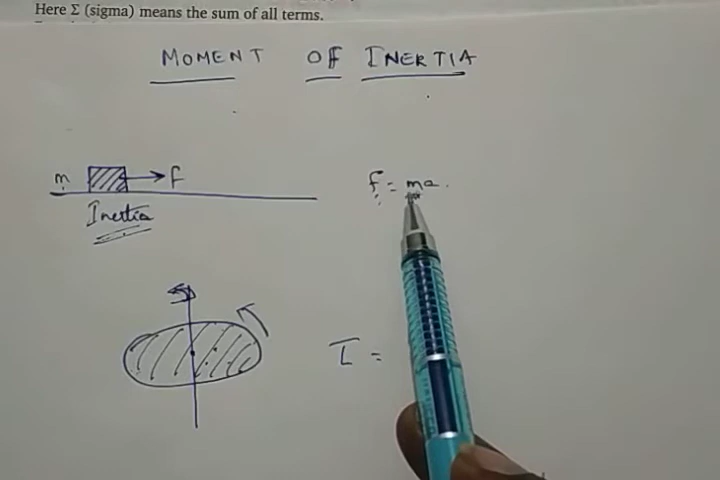 Here Σ (sigma) means the sum of all terms.
MOMENT OF INERTIA
m F
f = ma.
Inertia
τ =